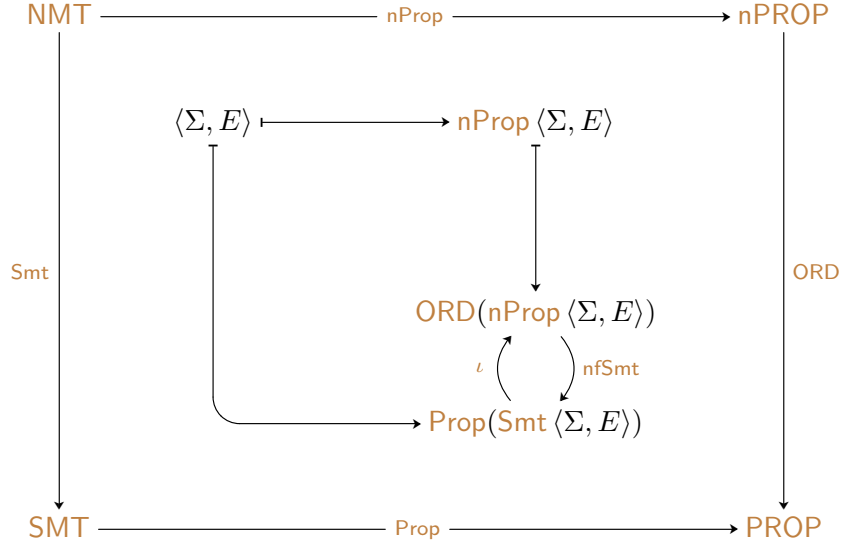 NMT nProp nPROP
⟨Σ, E⟩ nProp ⟨Σ, E⟩
Smt ORD
ORD(nProp ⟨Σ, E⟩)
ι nfSmt
Prop(Smt ⟨Σ, E⟩)
SMT Prop PROP